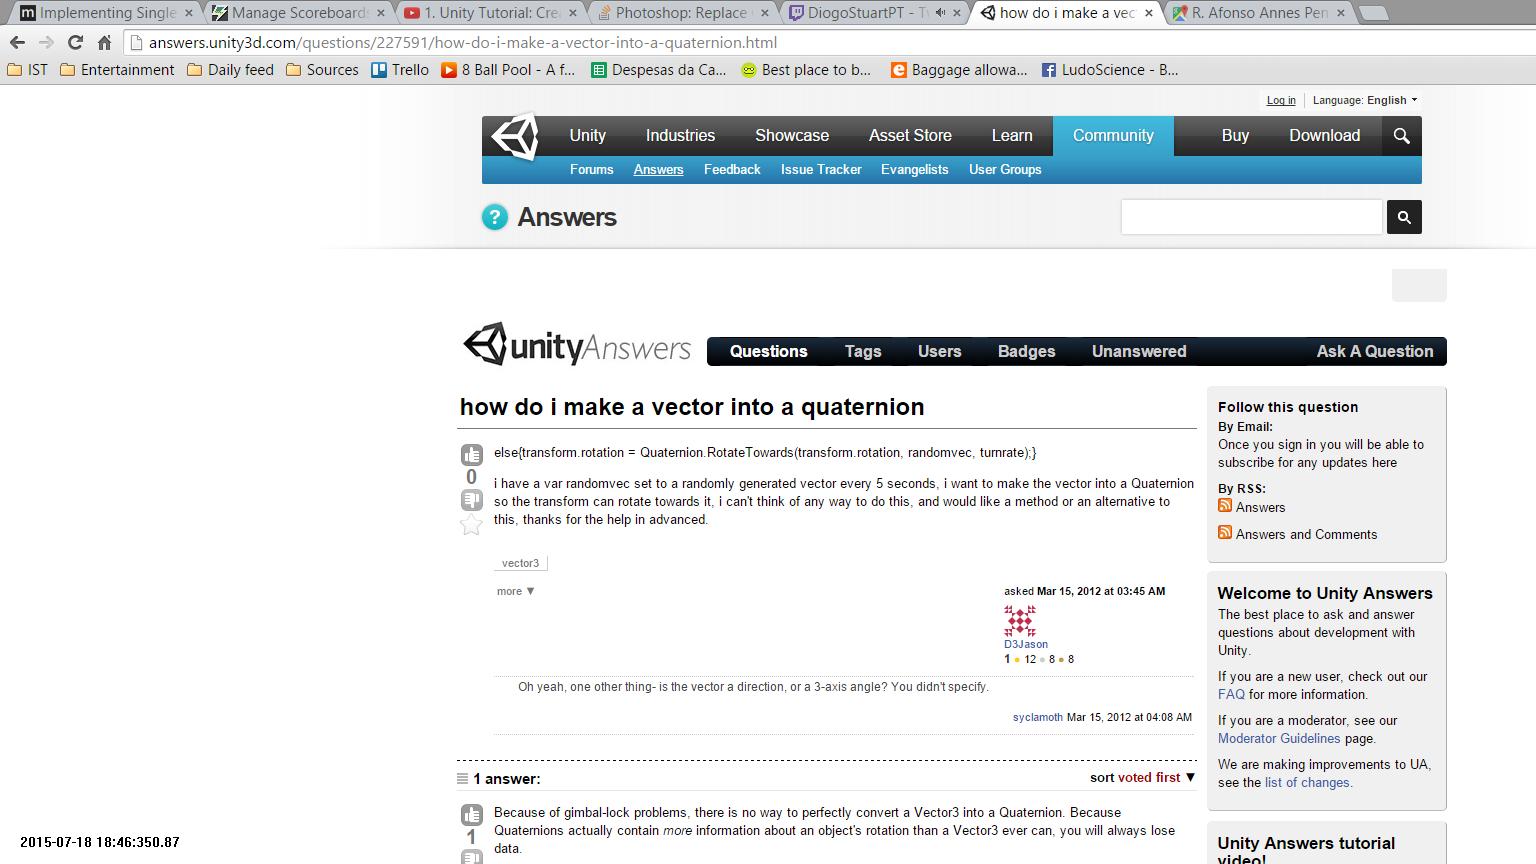 Implementing Single
Manage Scoreboard
1. Unity Tutorial: Cre
Photoshop: Replace
DiogoStuartPT - T
how do i make a vec
R. Afonso Annes Pen
answers.unity3d.com/questions/227591/how-do-i-make-a-vector-into-a-quaternion.html
IST Entertainment Daily feed Sources Trello 8 Ball Pool - A f... Despesas da Ca... Best place to b... Baggage allowa... LudoScience - B...
Log in Language: English
Unity Industries Showcase Asset Store Learn Community Buy Download
Forums Answers Feedback Issue Tracker Evangelists User Groups
? Answers
unityAnswers Questions Tags Users Badges Unanswered Ask A Question
how do i make a vector into a quaternion
else{transform.rotation = Quaternion.RotateTowards(transform.rotation, randomvec, turnrate);}
0
i have a var randomvec set to a randomly generated vector every 5 seconds, i want to make the vector into a Quaternion
so the transform can rotate towards it, i can't think of any way to do this, and would like a method or an alternative to
this, thanks for the help in advanced.
vector3
more ▼
asked Mar 15, 2012 at 03:45 AM
D3Jason
1 ● 12 ● 8 ● 8
Oh yeah, one other thing- is the vector a direction, or a 3-axis angle? You didn't specify.
syclamoth Mar 15, 2012 at 04:08 AM
1 answer: sort voted first ▼
1
Because of gimbal-lock problems, there is no way to perfectly convert a Vector3 into a Quaternion. Because
Quaternions actually contain more information about an object's rotation than a Vector3 ever can, you will always lose
data.
Follow this question
By Email:
Once you sign in you will be able to
subscribe for any updates here
By RSS:
Answers
Answers and Comments
Welcome to Unity Answers
The best place to ask and answer
questions about development with
Unity.
If you are a new user, check out our
FAQ for more information.
If you are a moderator, see our
Moderator Guidelines page.
We are making improvements to UA,
see the list of changes.
Unity Answers tutorial
video!
2015-07-18 18:46:350.87